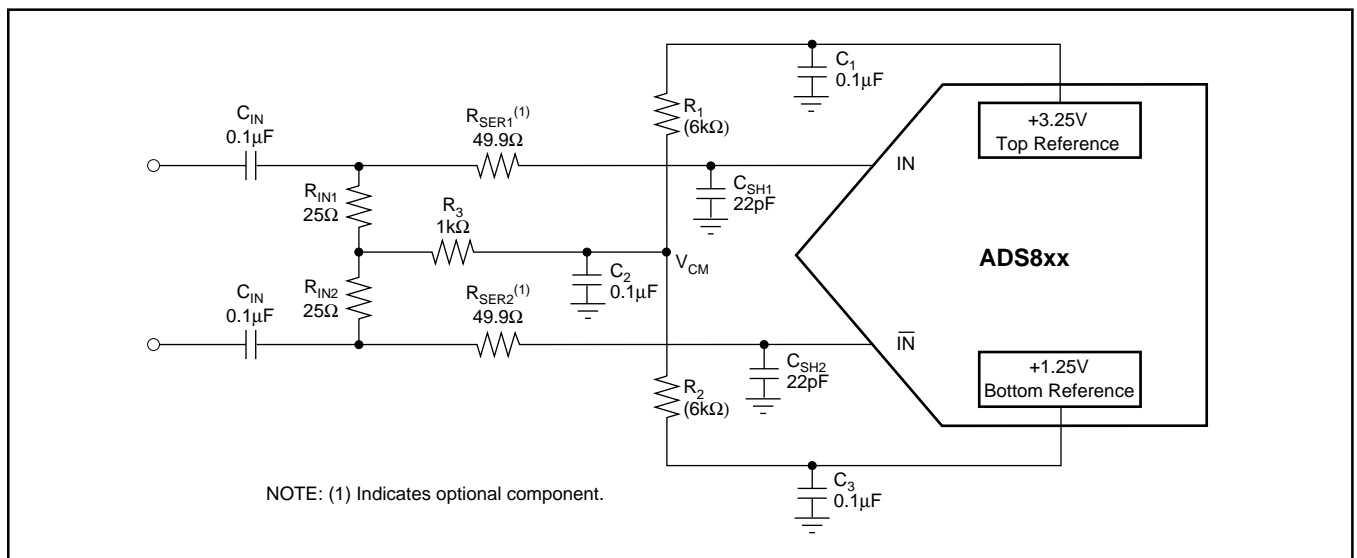 C1
0.1µF
R1
(6kΩ)
+3.25V
Top Reference
CIN
0.1µF
RSER1(1)
49.9Ω
IN
CSH1
22pF
RIN1
25Ω
R3
1kΩ
VCM
C2
0.1µF
ADS8xx
RIN2
25Ω
CIN
0.1µF
RSER2(1)
49.9Ω
I̅N̅
CSH2
22pF
R2
(6kΩ)
+1.25V
Bottom Reference
C3
0.1µF
NOTE: (1) Indicates optional component.